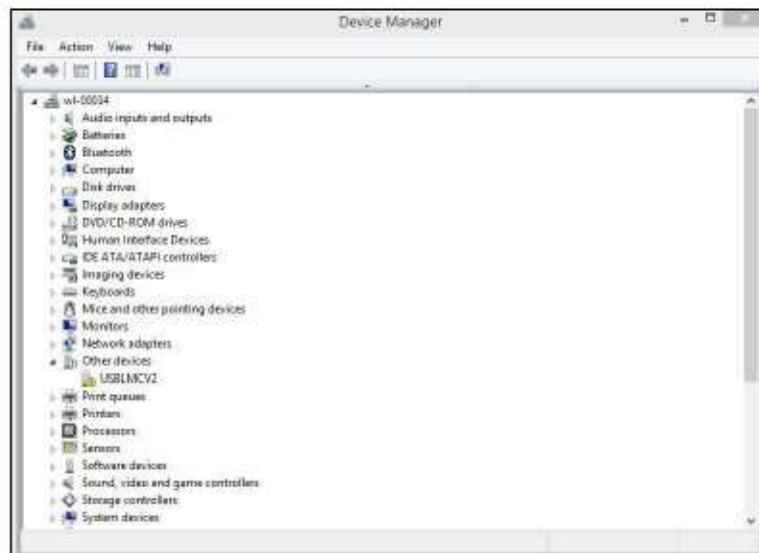 Device Manager
File Action View Help
wl-00034
Audio inputs and outputs
Batteries
Bluetooth
Computer
Disk drives
Display adapters
DVD/CD-ROM drives
Human Interface Devices
IDE ATA/ATAPI controllers
Imaging devices
Keyboards
Mice and other pointing devices
Monitors
Network adapters
Other devices
USBLMCV2
Print queues
Printers
Processors
Sensors
Software devices
Sound, video and game controllers
Storage controllers
System devices